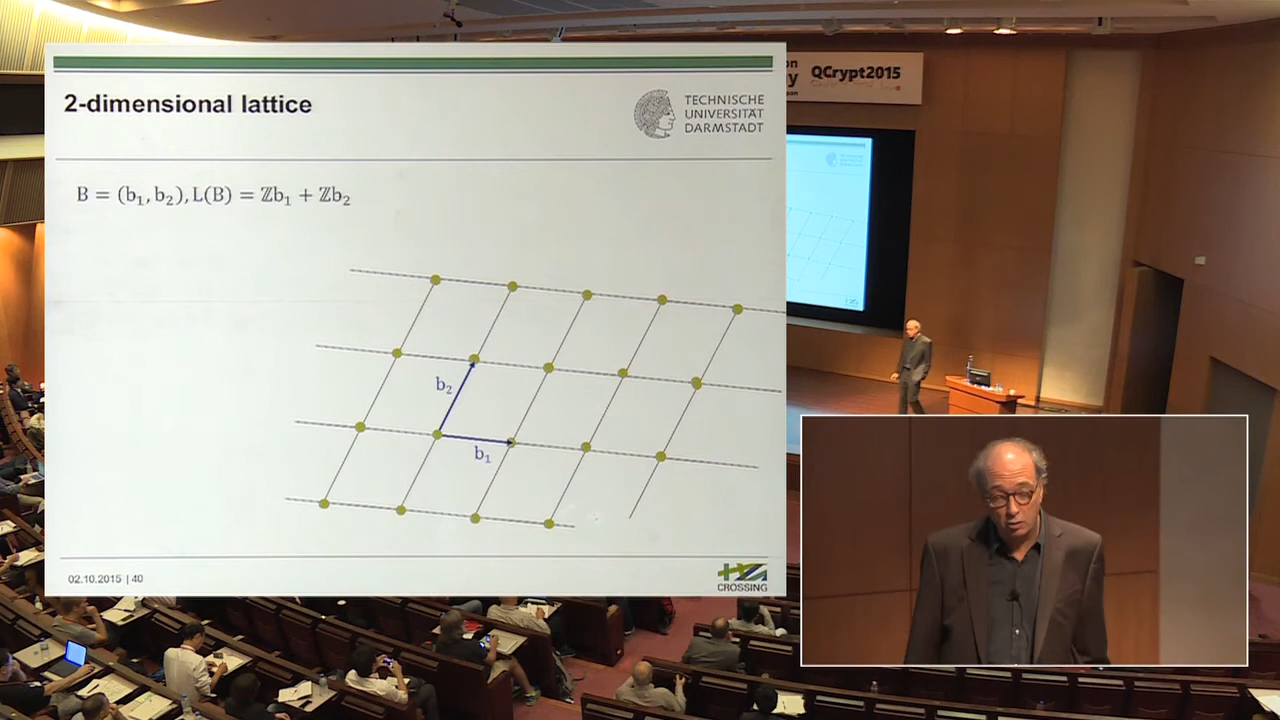 2-dimensional lattice
TECHNISCHE
UNIVERSITÄT
DARMSTADT
B = (b₁, b₂), L(B) = ℤb₁ + ℤb₂
b₂
b₁
02.10.2015 | 40
CROSSING
QCrypt2015